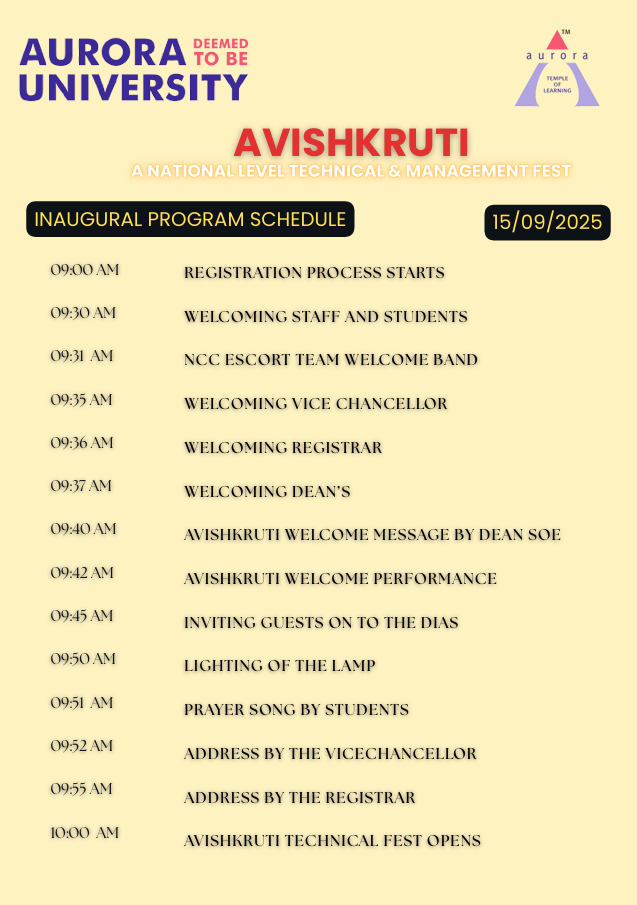 AURORA DEEMED TO BE
UNIVERSITY
TM
aurora
TEMPLE
OF
LEARNING
AVISHKRUTI
A NATIONAL LEVEL TECHNICAL & MANAGEMENT FEST
INAUGURAL PROGRAM SCHEDULE 15/09/2025
09:00 AM REGISTRATION PROCESS STARTS
09:30 AM WELCOMING STAFF AND STUDENTS
09:31 AM NCC ESCORT TEAM WELCOME BAND
09:35 AM WELCOMING VICE CHANCELLOR
09:36 AM WELCOMING REGISTRAR
09:37 AM WELCOMING DEAN'S
09:40 AM AVISHKRUTI WELCOME MESSAGE BY DEAN SOE
09:42 AM AVISHKRUTI WELCOME PERFORMANCE
09:45 AM INVITING GUESTS ON TO THE DIAS
09:50 AM LIGHTING OF THE LAMP
09:51 AM PRAYER SONG BY STUDENTS
09:52 AM ADDRESS BY THE VICECHANCELLOR
09:55 AM ADDRESS BY THE REGISTRAR
10:00 AM AVISHKRUTI TECHNICAL FEST OPENS